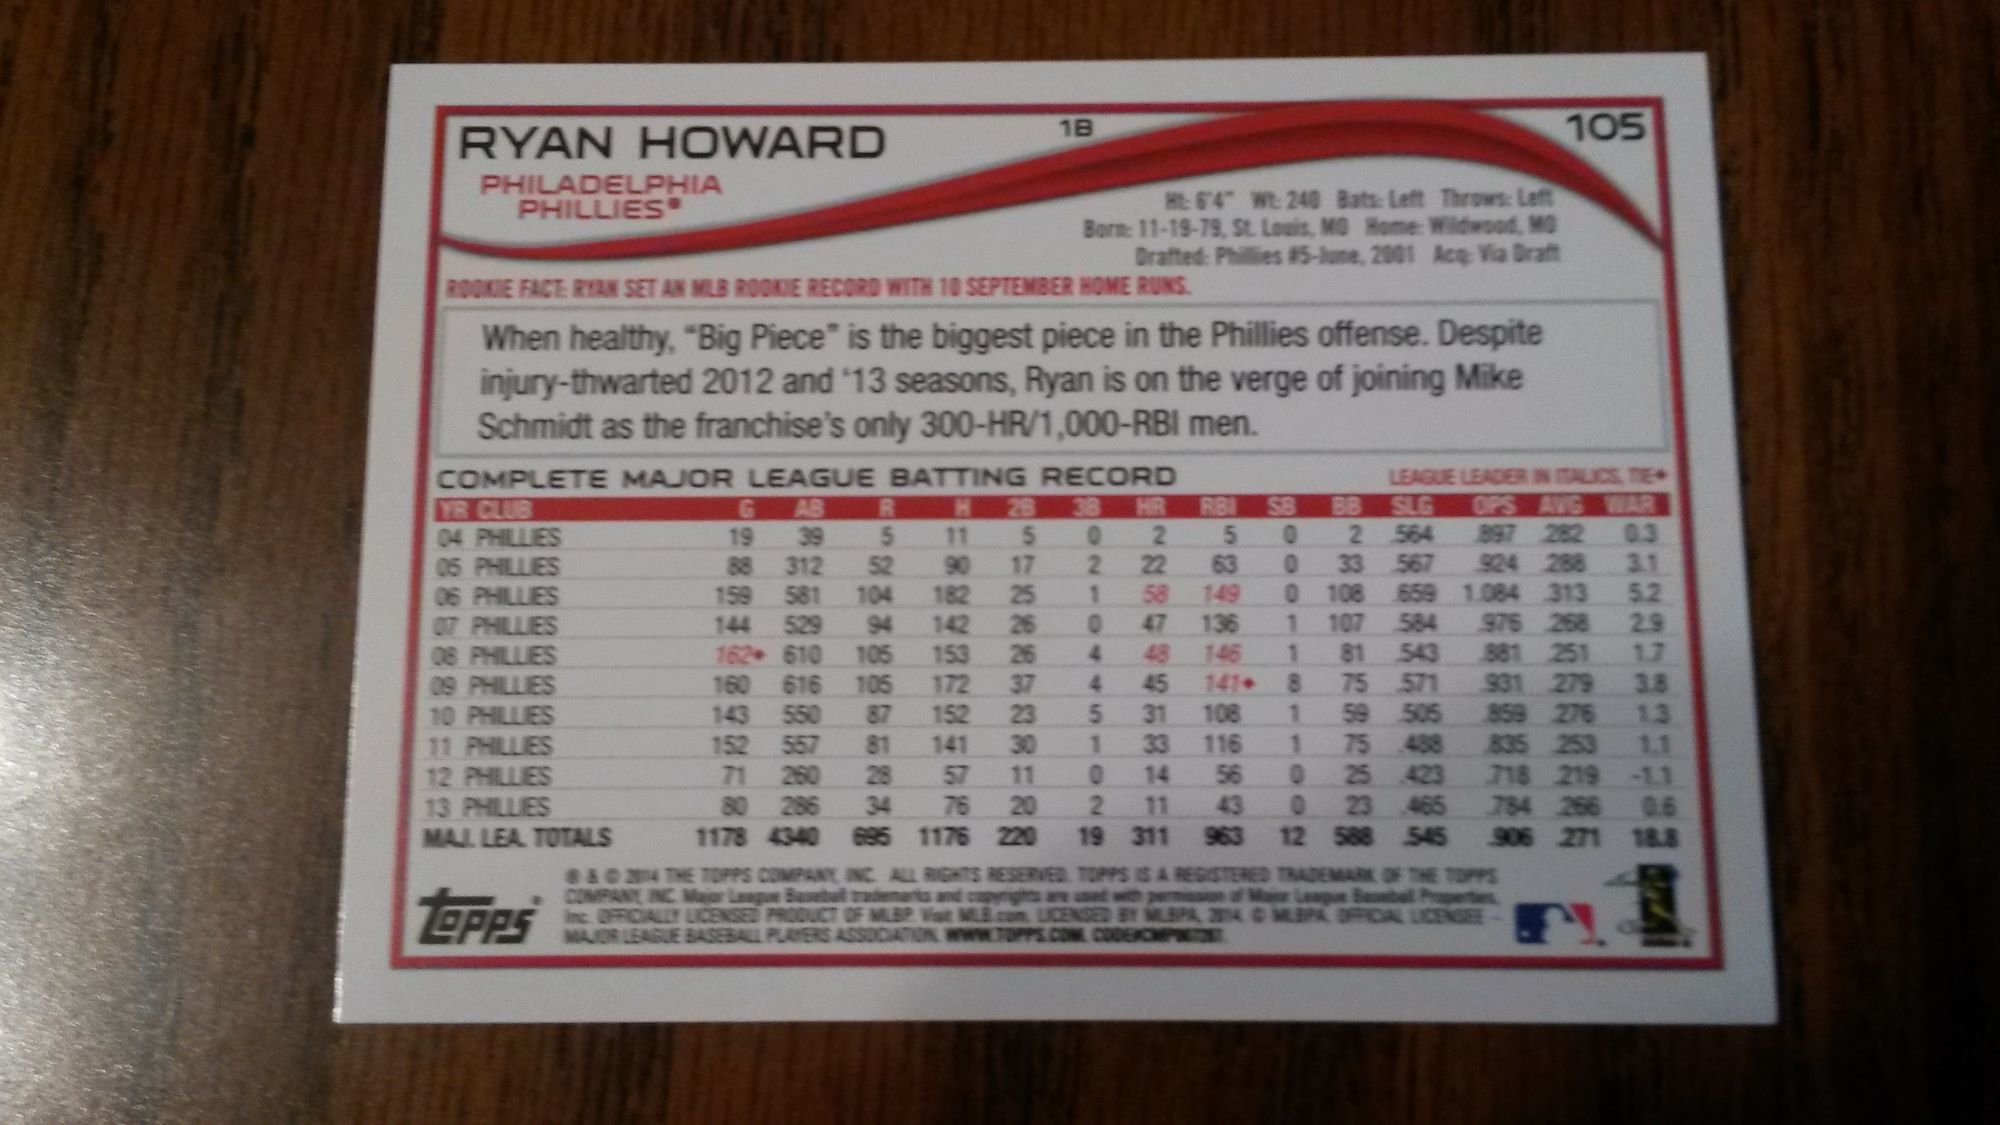 RYAN HOWARD 1B 105
PHILADELPHIA
PHILLIES®
Ht: 6'4" Wt: 240 Bats: Left Throws: Left
Born: 11-19-79, St. Louis, MO Home: Wildwood, MO
Drafted: Phillies #5-June, 2001 Acq: Via Draft
ROOKIE FACT: RYAN SET AN MLB ROOKIE RECORD WITH 10 SEPTEMBER HOME RUNS.
When healthy, “Big Piece” is the biggest piece in the Phillies offense. Despite
injury-thwarted 2012 and ‘13 seasons, Ryan is on the verge of joining Mike
Schmidt as the franchise’s only 300-HR/1,000-RBI men.
COMPLETE MAJOR LEAGUE BATTING RECORD LEAGUE LEADER IN ITALICS, TIE♦
YR CLUB G AB R H 2B 3B HR RBI SB BB SLG OPS AVG WAR
04 PHILLIES 19 39 5 11 5 0 2 5 0 2 .564 .897 .282 0.3
05 PHILLIES 88 312 52 90 17 2 22 63 0 33 .567 .924 .288 3.1
06 PHILLIES 159 581 104 182 25 1 58 149 0 108 .659 1.084 .313 5.2
07 PHILLIES 144 529 94 142 26 0 47 136 1 107 .584 .976 .268 2.9
08 PHILLIES 162♦ 610 105 153 26 4 48 146 1 81 .543 .881 .251 1.7
09 PHILLIES 160 616 105 172 37 4 45 141♦ 8 75 .571 .931 .279 3.8
10 PHILLIES 143 550 87 152 23 5 31 108 1 59 .505 .859 .276 1.3
11 PHILLIES 152 557 81 141 30 1 33 116 1 75 .488 .835 .253 1.1
12 PHILLIES 71 260 28 57 11 0 14 56 0 25 .423 .718 .219 -1.1
13 PHILLIES 80 286 34 76 20 2 11 43 0 23 .465 .784 .266 0.6
MAJ. LEA. TOTALS 1178 4340 695 1176 220 19 311 963 12 588 .545 .906 .271 18.8
® & © 2014 THE TOPPS COMPANY, INC. ALL RIGHTS RESERVED. TOPPS IS A REGISTERED TRADEMARK OF THE TOPPS
COMPANY, INC. Major League Baseball trademarks and copyrights are used with permission of Major League Baseball Properties,
Inc. OFFICIALLY LICENSED PRODUCT OF MLBP. Visit MLB.com. LICENSED BY MLBPA, 2014. © MLBPA. OFFICIAL LICENSEE -
MAJOR LEAGUE BASEBALL PLAYERS ASSOCIATION. WWW.TOPPS.COM.
topps